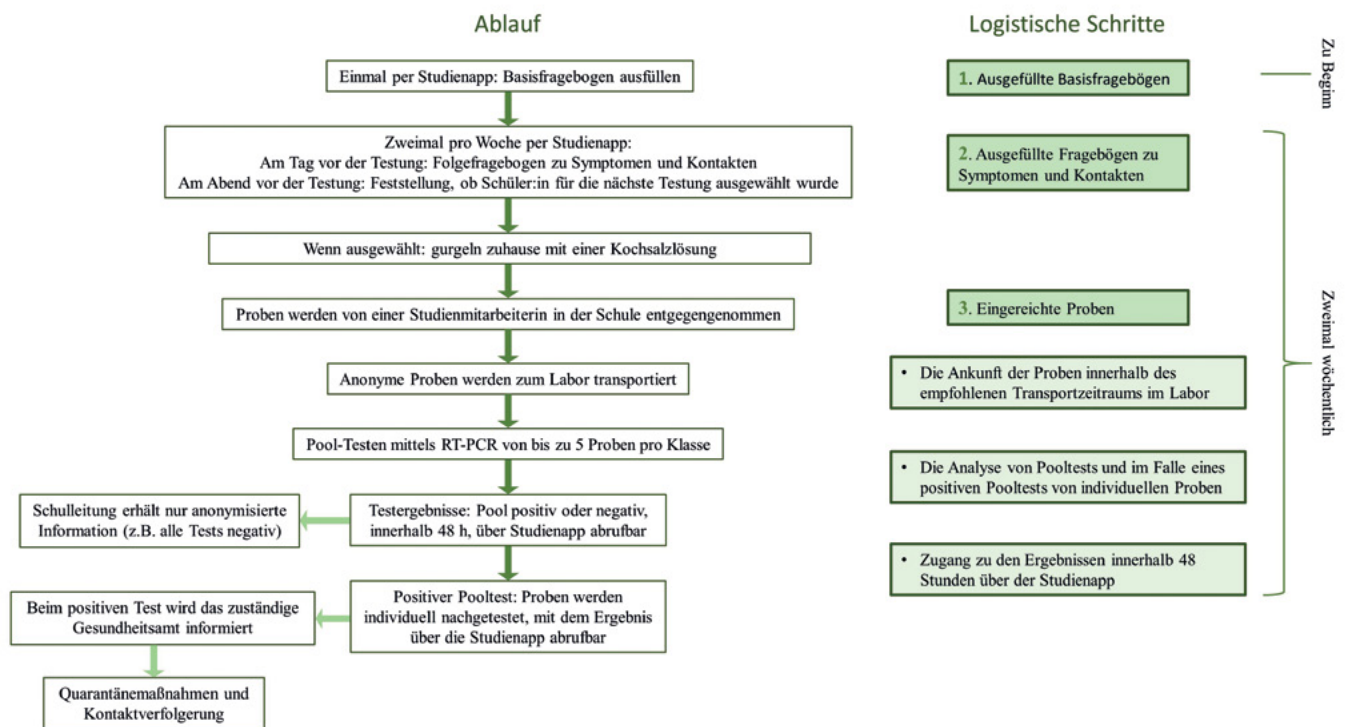 Ablauf
Einmal per Studienapp: Basisfragebogen ausfüllen
Zweimal pro Woche per Studienapp:
Am Tag vor der Testung: Folgefragebogen zu Symptomen und Kontakten
Am Abend vor der Testung: Feststellung, ob Schüler:in für die nächste Testung ausgewählt wurde
Wenn ausgewählt: gurgeln zuhause mit einer Kochsalzlösung
Proben werden von einer Studienmitarbeiterin in der Schule entgegengenommen
Anonyme Proben werden zum Labor transportiert
Pool-Testen mittels RT-PCR von bis zu 5 Proben pro Klasse
Testergebnisse: Pool positiv oder negativ,
innerhalb 48 h, über Studienapp abrufbar
Schulleitung erhält nur anonymisierte
Information (z.B. alle Tests negativ)
Positiver Pooltest: Proben werden
individuell nachgetestet, mit dem Ergebnis
über die Studienapp abrufbar
Beim positiven Test wird das zuständige
Gesundheitsamt informiert
Quarantänemaßnahmen und
Kontaktverfolgerung
Logistische Schritte
1. Ausgefüllte Basisfragebögen
2. Ausgefüllte Fragebögen zu
Symptomen und Kontakten
3. Eingereichte Proben
• Die Ankunft der Proben innerhalb des
empfohlenen Transportzeitraums im Labor
• Die Analyse von Pooltests und im Falle eines
positiven Pooltests von individuellen Proben
• Zugang zu den Ergebnissen innerhalb 48
Stunden über der Studienapp
Zu Beginn
Zweimal wöchentlich